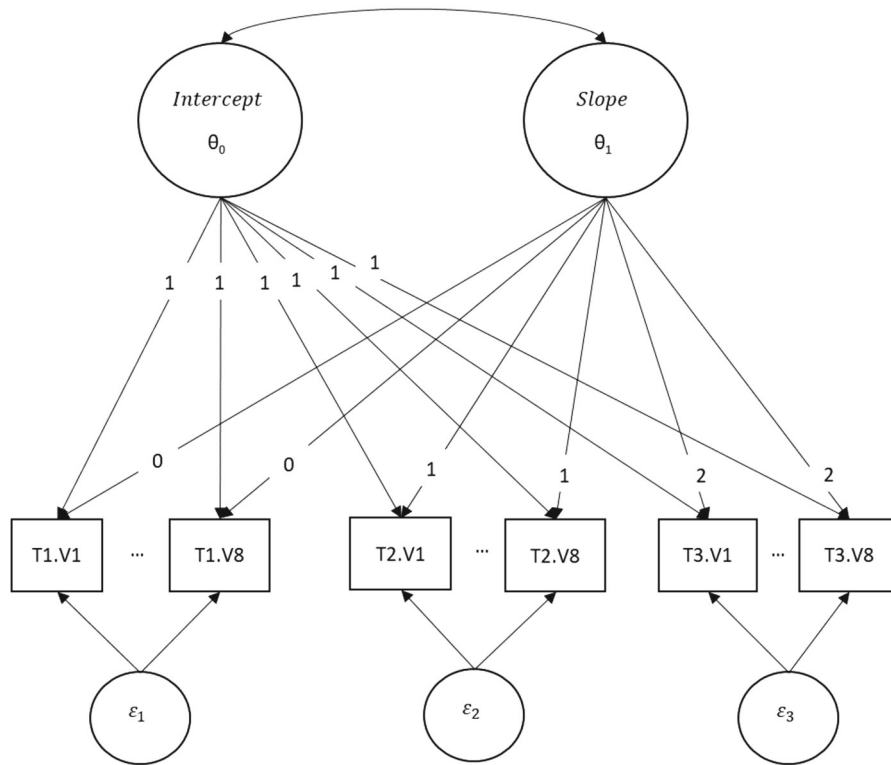 Intercept
θ0
Slope
θ1
1 1 1 1 1 1
0 0 1 1 2 2
T1.V1 ... T1.V8 T2.V1 ... T2.V8 T3.V1 ... T3.V8
ε1 ε2 ε3